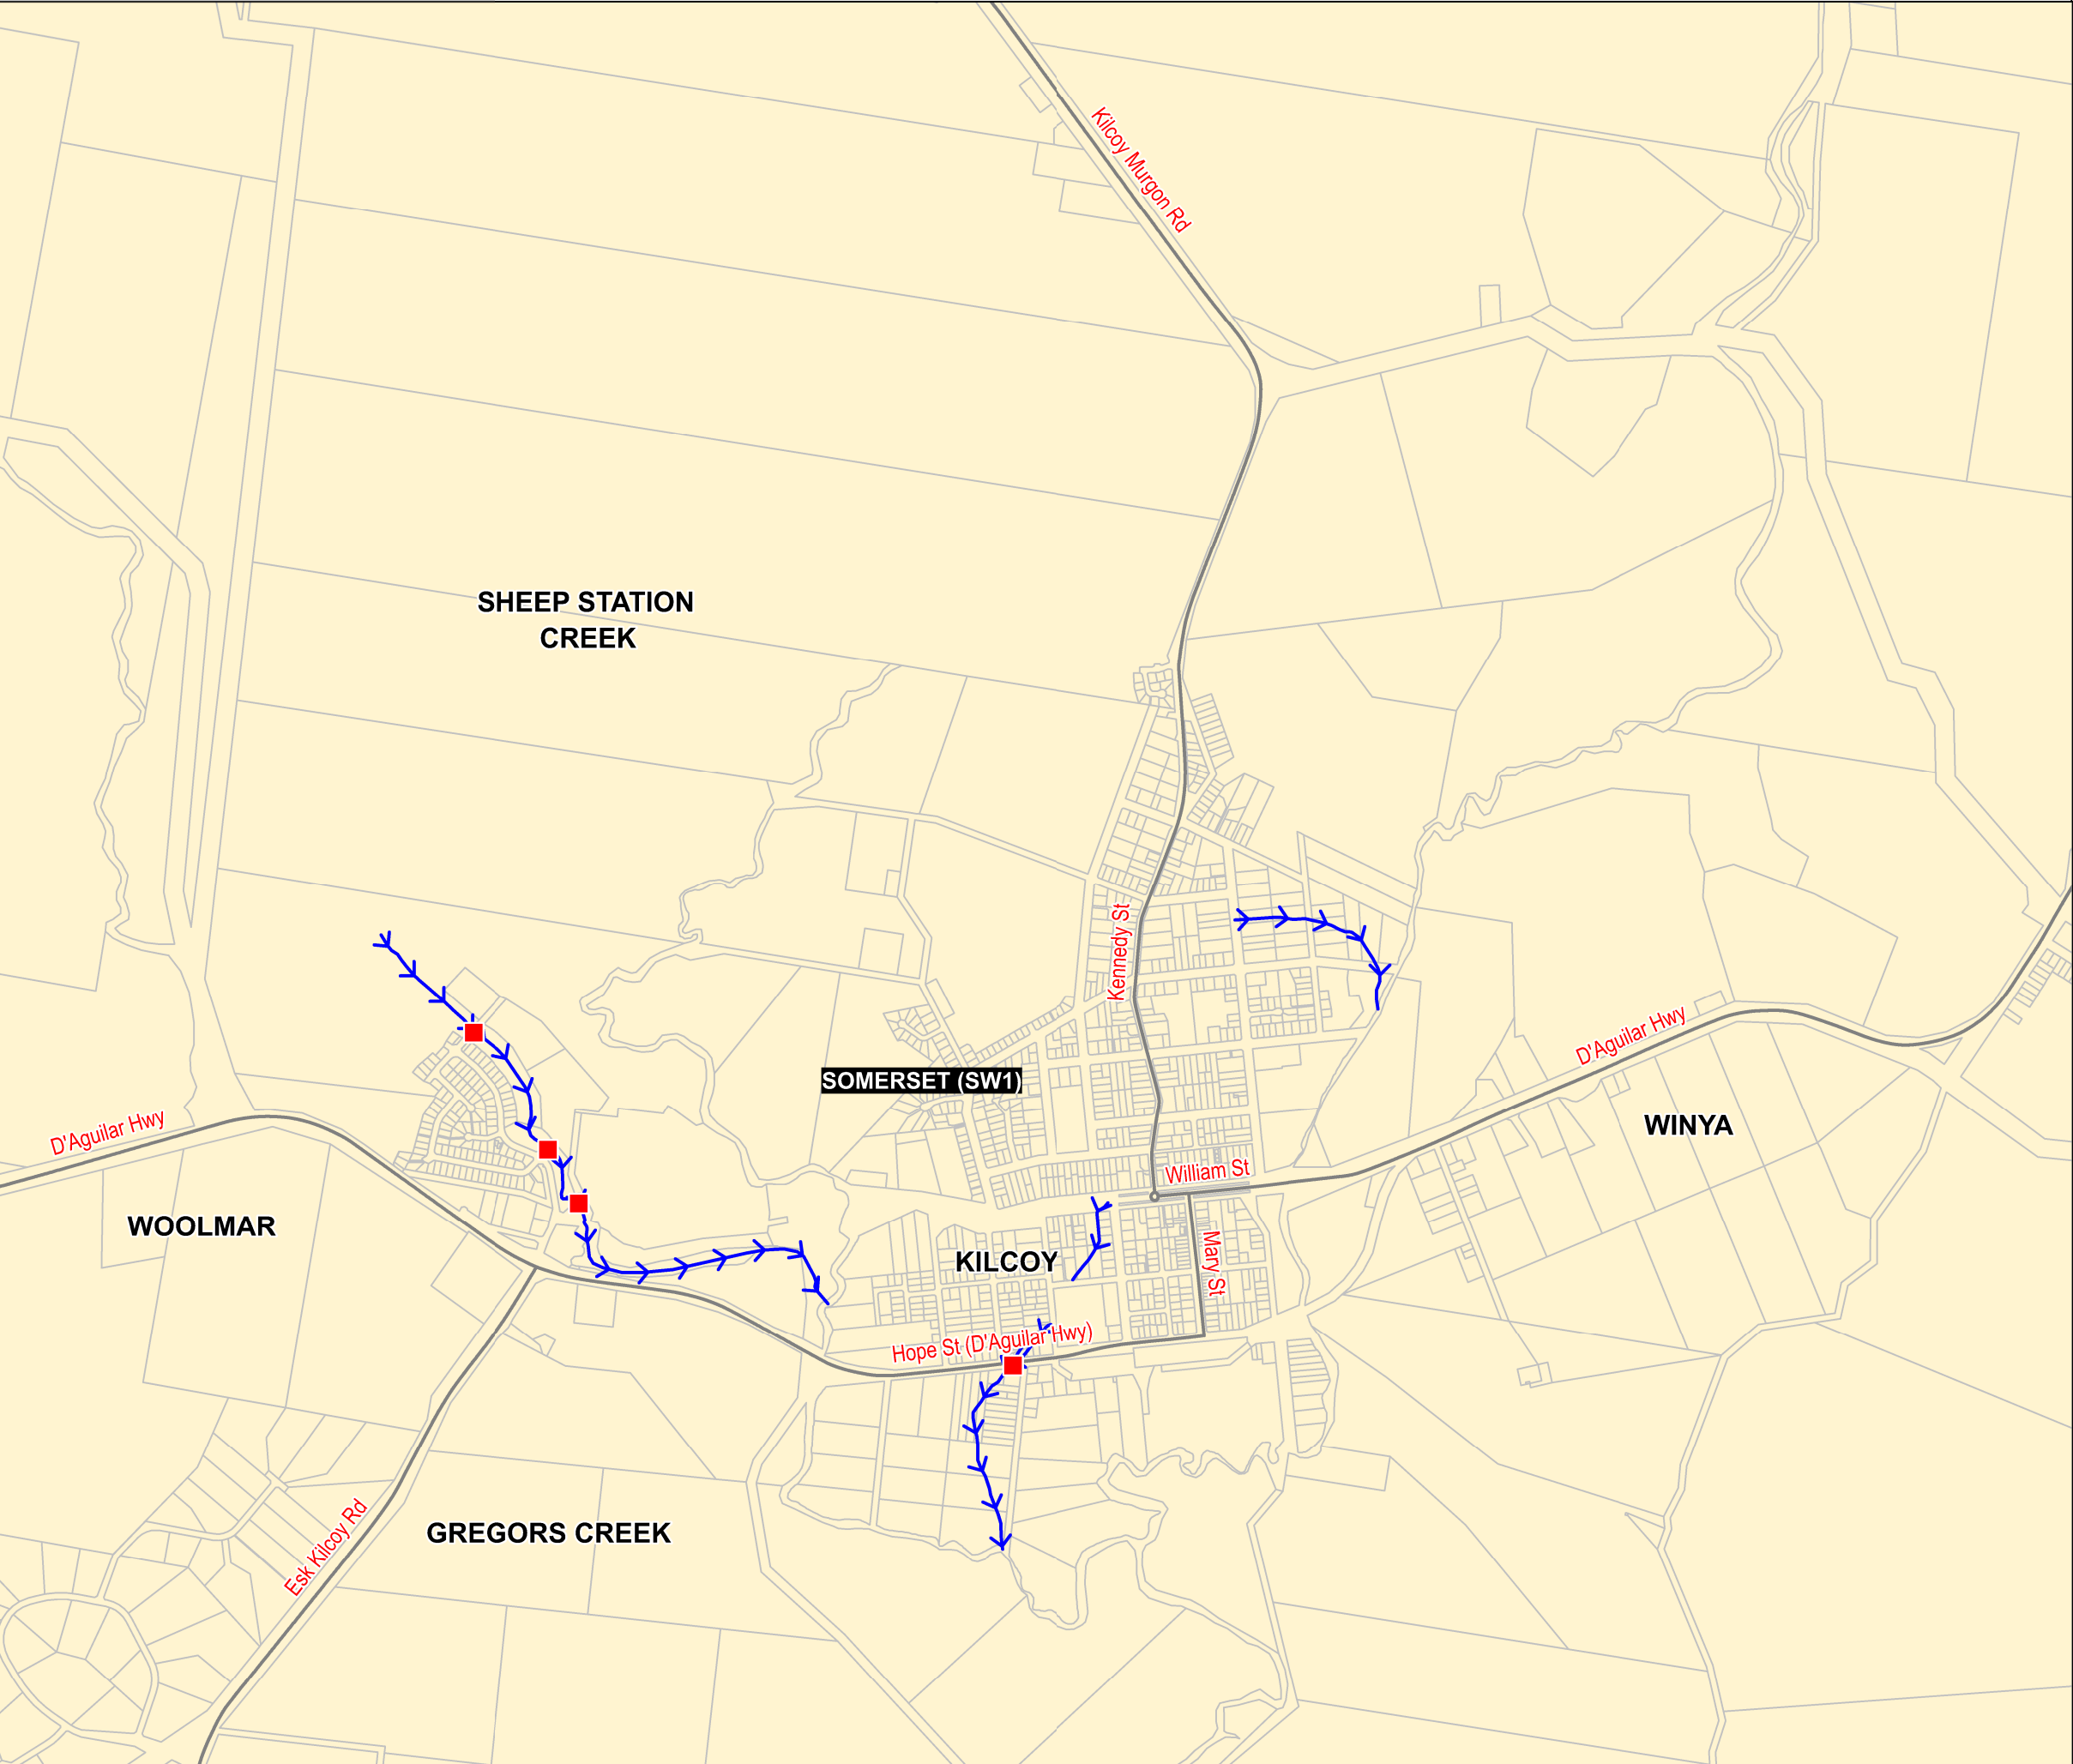 Kilcoy Murgon Rd
SHEEP STATION
CREEK
Kennedy St
D'Aguilar Hwy
SOMERSET (SW1)
D'Aguilar Hwy
WINYA
William St
WOOLMAR
KILCOY
Mary St
Hope St (D'Aguilar Hwy)
Esk Kilcoy Rd
GREGORS CREEK